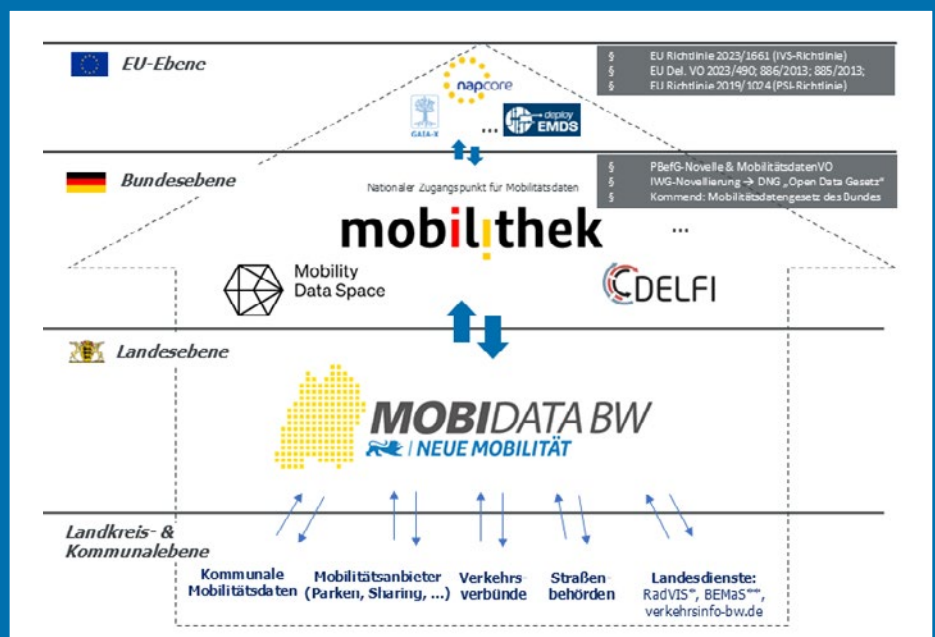 EU-Ebene
napcore
GAIA-X
...
deploy
EMDS
§ EU Richtlinie 2023/1661 (IVS-Richtlinie)
§ EU Del. VO 2023/490; 886/2013; 885/2013;
§ EU Richtlinie 2019/1024 (PSI-Richtlinie)
Bundesebene
§ PBefG-Novelle & MobilitätsdatenVO
§ IWG-Novellierung → DNG „Open Data Gesetz“
§ Kommend: Mobilitätsdatengesetz des Bundes
Nationaler Zugangspunkt für Mobilitätsdaten
mobilithek
...
Mobility
Data Space
DELFI
Landesebene
MOBIDATA BW
| NEUE MOBILITÄT
Landkreis- &
Kommunalebene
Kommunale
Mobilitätsdaten
Mobilitätsanbieter
(Parken, Sharing, ...)
Verkehrs-
verbünde
Straßen-
behörden
Landesdienste:
RadVIS*, BEMaS**,
verkehrsinfo-bw.de